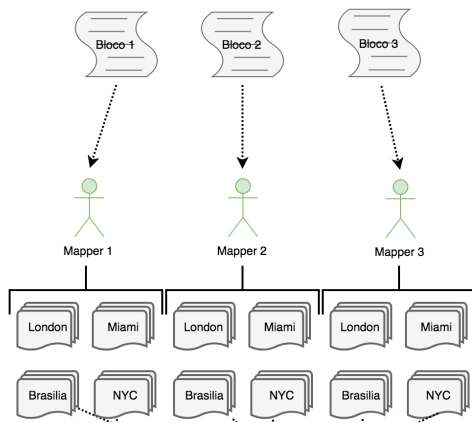 Bloco 1 Bloco 2 Bloco 3
Mapper 1 Mapper 2 Mapper 3
London Miami London Miami London Miami
Brasilia NYC Brasilia NYC Brasilia NYC